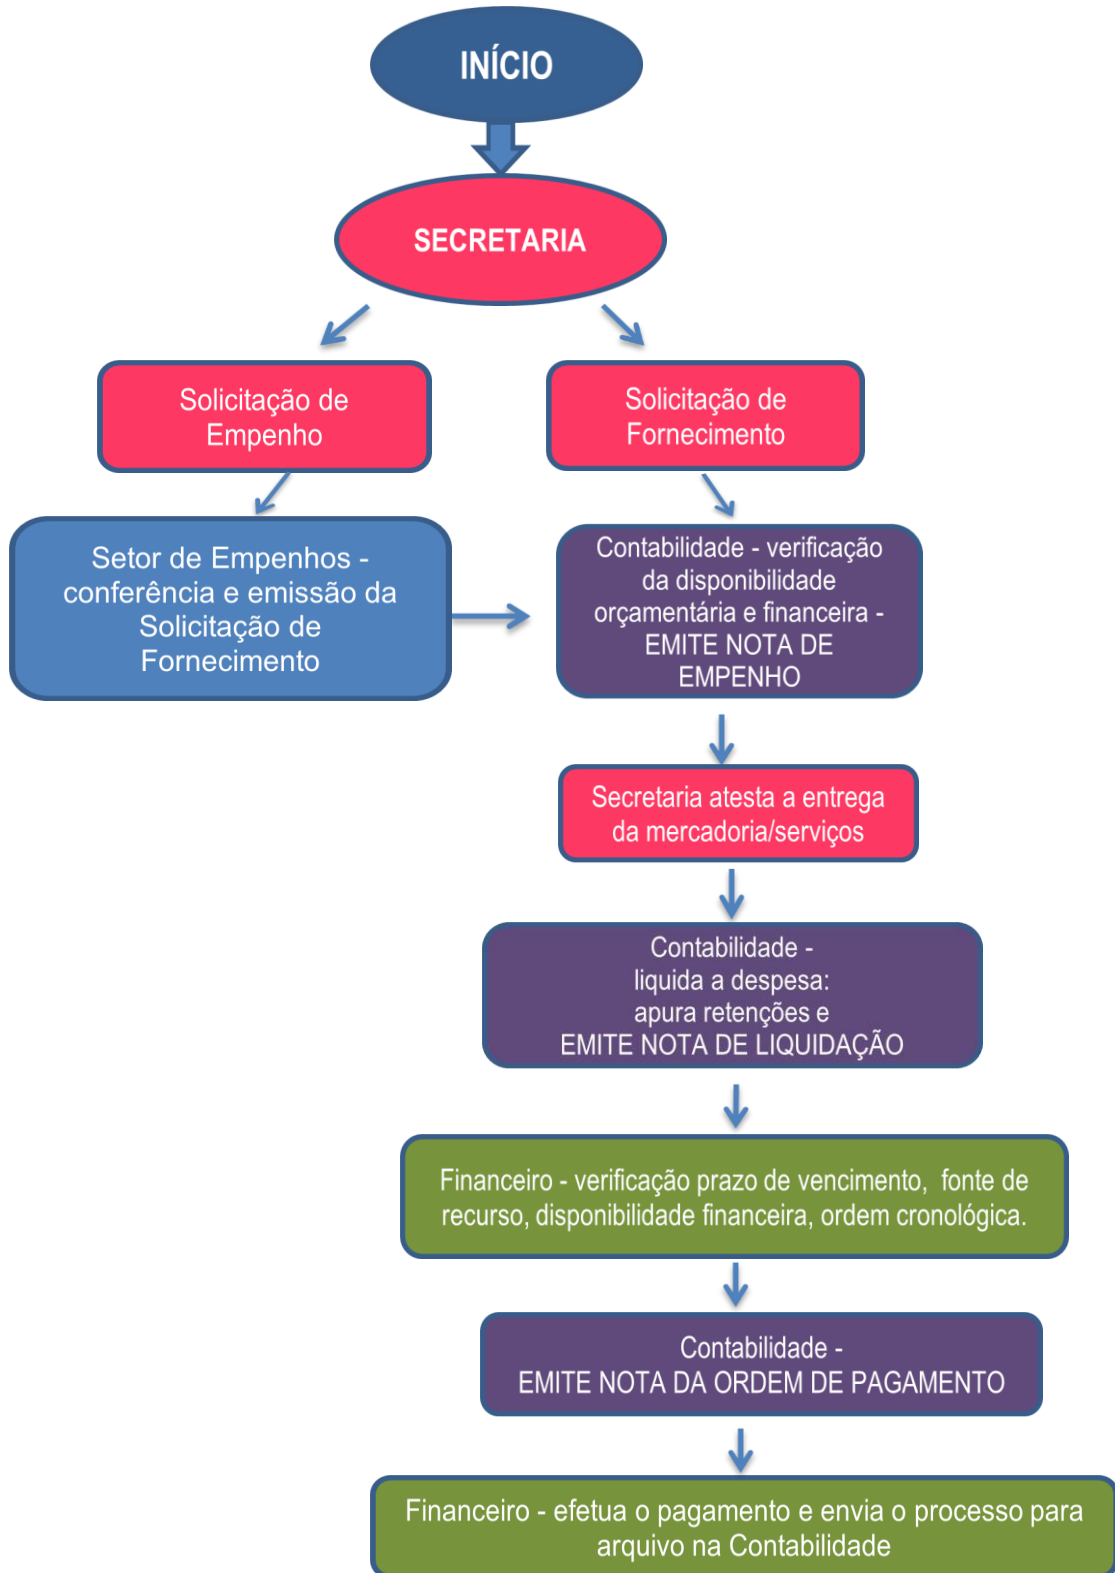 INÍCIO
SECRETARIA
Solicitação de
Empenho
Solicitação de
Fornecimento
Setor de Empenhos -
conferência e emissão da
Solicitação de
Fornecimento
Contabilidade - verificação
da disponibilidade
orçamentária e financeira -
EMITE NOTA DE
EMPENHO
Secretaria atesta a entrega
da mercadoria/serviços
Contabilidade -
liquida a despesa:
apura retenções e
EMITE NOTA DE LIQUIDAÇÃO
Financeiro - verificação prazo de vencimento, fonte de
recurso, disponibilidade financeira, ordem cronológica.
Contabilidade -
EMITE NOTA DA ORDEM DE PAGAMENTO
Financeiro - efetua o pagamento e envia o processo para
arquivo na Contabilidade